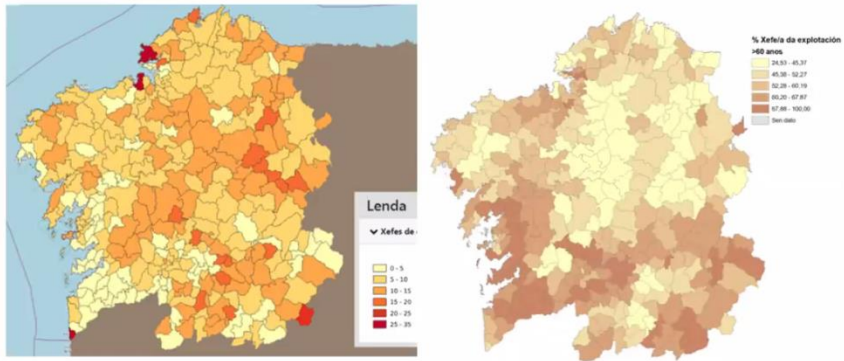 Lenda
Xefes de
0 - 5
5 - 10
10 - 15
15 - 20
20 - 25
25 - 35
% Xefe/a da explotación
>60 anos
24,93 - 45,37
45,38 - 52,27
52,28 - 60,19
60,20 - 67,87
67,88 - 100,00
Sen dato